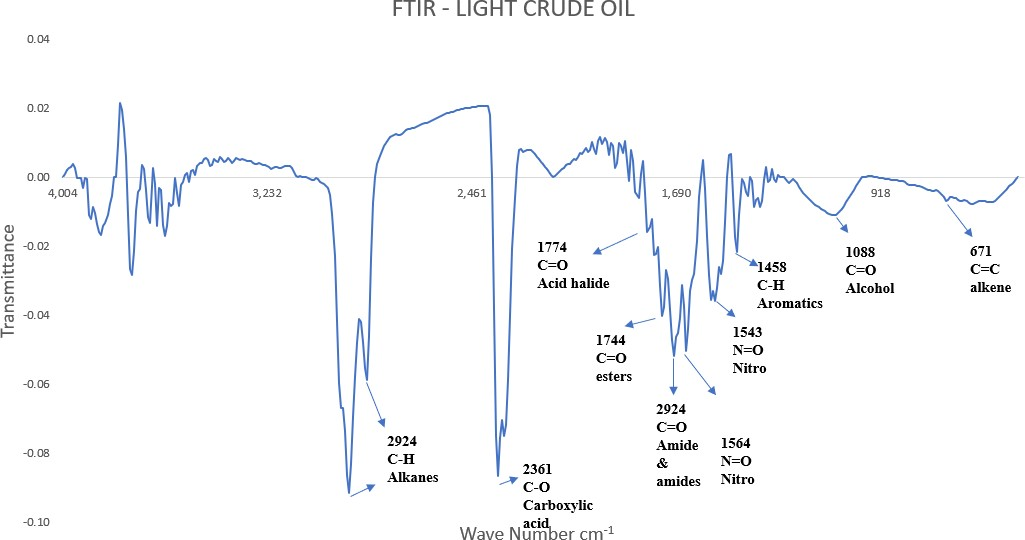 FTIR - LIGHT CRUDE OIL
0.04
0.02
0.00
-0.02
-0.04
-0.06
-0.08
-0.10
Transmittance
4,004
3,232
2,461
1,690
918
2924
C-H
Alkanes
2361
C-O
Carboxylic
acid
1774
C=O
Acid halide
1744
C=O
esters
2924
C=O
Amide
&
amides
1564
N=O
Nitro
1543
N=O
Nitro
1458
C-H
Aromatics
1088
C=O
Alcohol
671
C=C
alkene
Wave Number cm-1